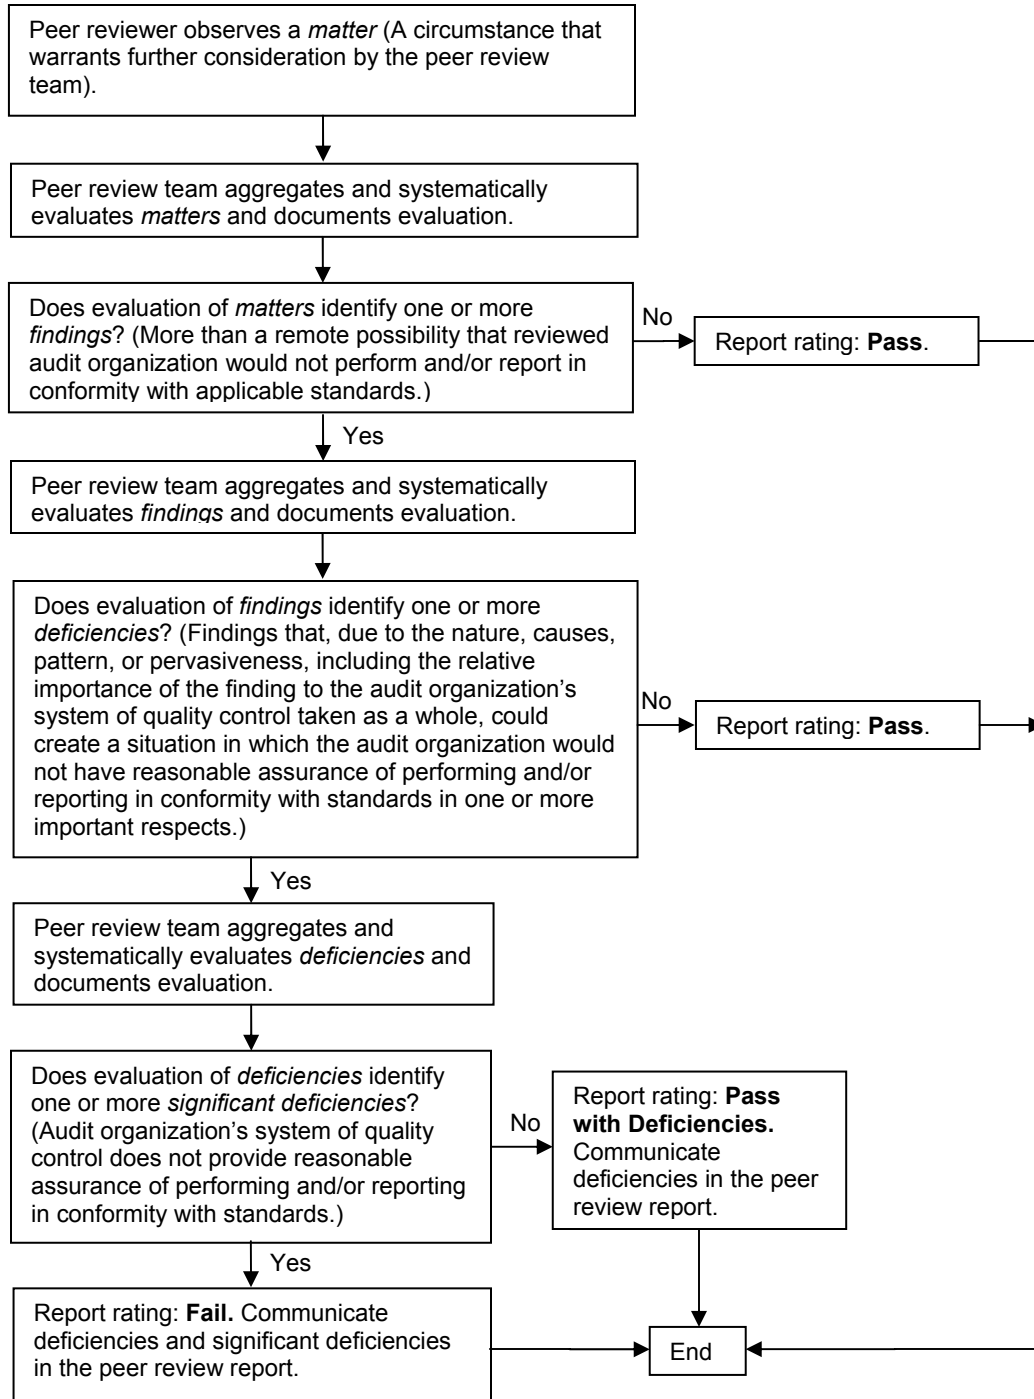 Peer reviewer observes a matter (A circumstance that
warrants further consideration by the peer review
team).
Peer review team aggregates and systematically
evaluates matters and documents evaluation.
Does evaluation of matters identify one or more
findings? (More than a remote possibility that reviewed
audit organization would not perform and/or report in
conformity with applicable standards.)
No
Report rating: Pass.
Yes
Peer review team aggregates and systematically
evaluates findings and documents evaluation.
Does evaluation of findings identify one or more
deficiencies? (Findings that, due to the nature, causes,
pattern, or pervasiveness, including the relative
importance of the finding to the audit organization’s
system of quality control taken as a whole, could
create a situation in which the audit organization would
not have reasonable assurance of performing and/or
reporting in conformity with standards in one or more
important respects.)
No
Report rating: Pass.
Yes
Peer review team aggregates and
systematically evaluates deficiencies and
documents evaluation.
Does evaluation of deficiencies identify
one or more significant deficiencies?
(Audit organization’s system of quality
control does not provide reasonable
assurance of performing and/or reporting
in conformity with standards.)
No
Report rating: Pass
with Deficiencies.
Communicate
deficiencies in the peer
review report.
Yes
Report rating: Fail. Communicate
deficiencies and significant deficiencies
in the peer review report.
End